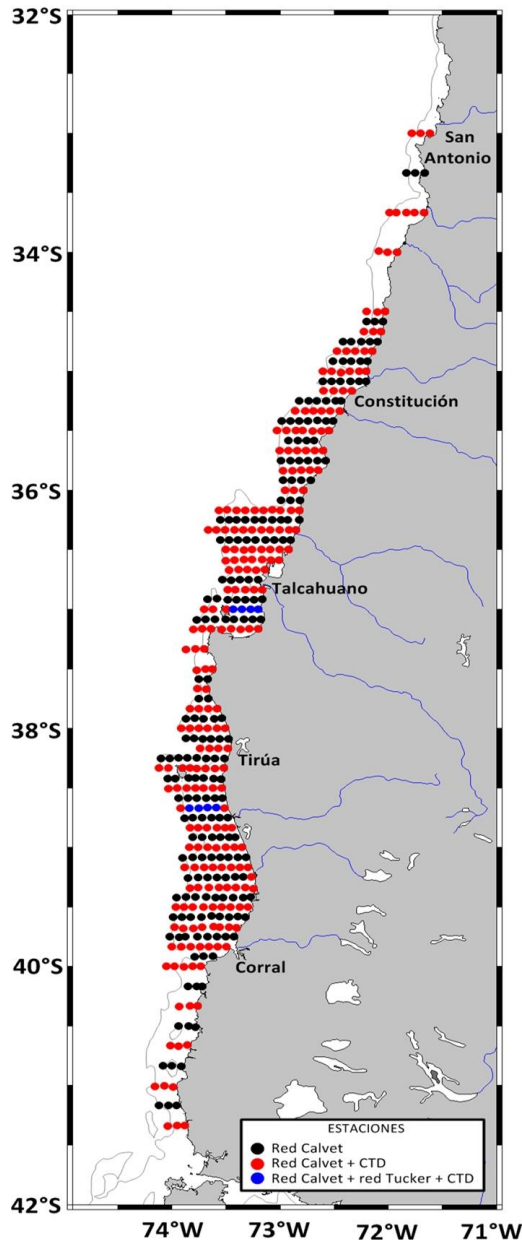 32°S
San
Antonio
34°S
Constitución
36°S
Talcahuano
38°S
Tirúa
40°S
Corral
ESTACIONES
Red Calvet
Red Calvet + CTD
Red Calvet + red Tucker + CTD
42°S
74°W 73°W 72°W 71°W